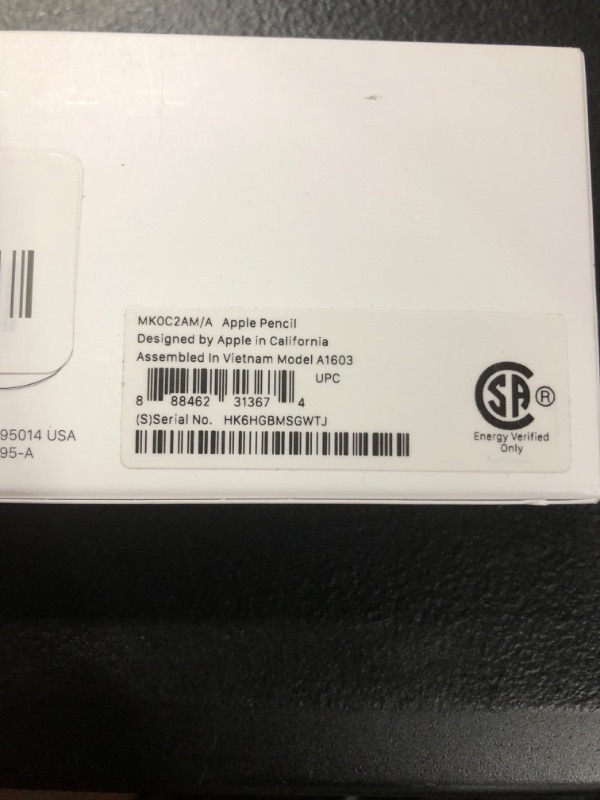 MK0C2AM/A Apple Pencil
Designed by Apple in California
Assembled In Vietnam Model A1603
UPC
8 88462 31367 4
(S)Serial No. HK6HGBMSGWTJ
SA ®
Energy Verified
Only
95014 USA
95-A